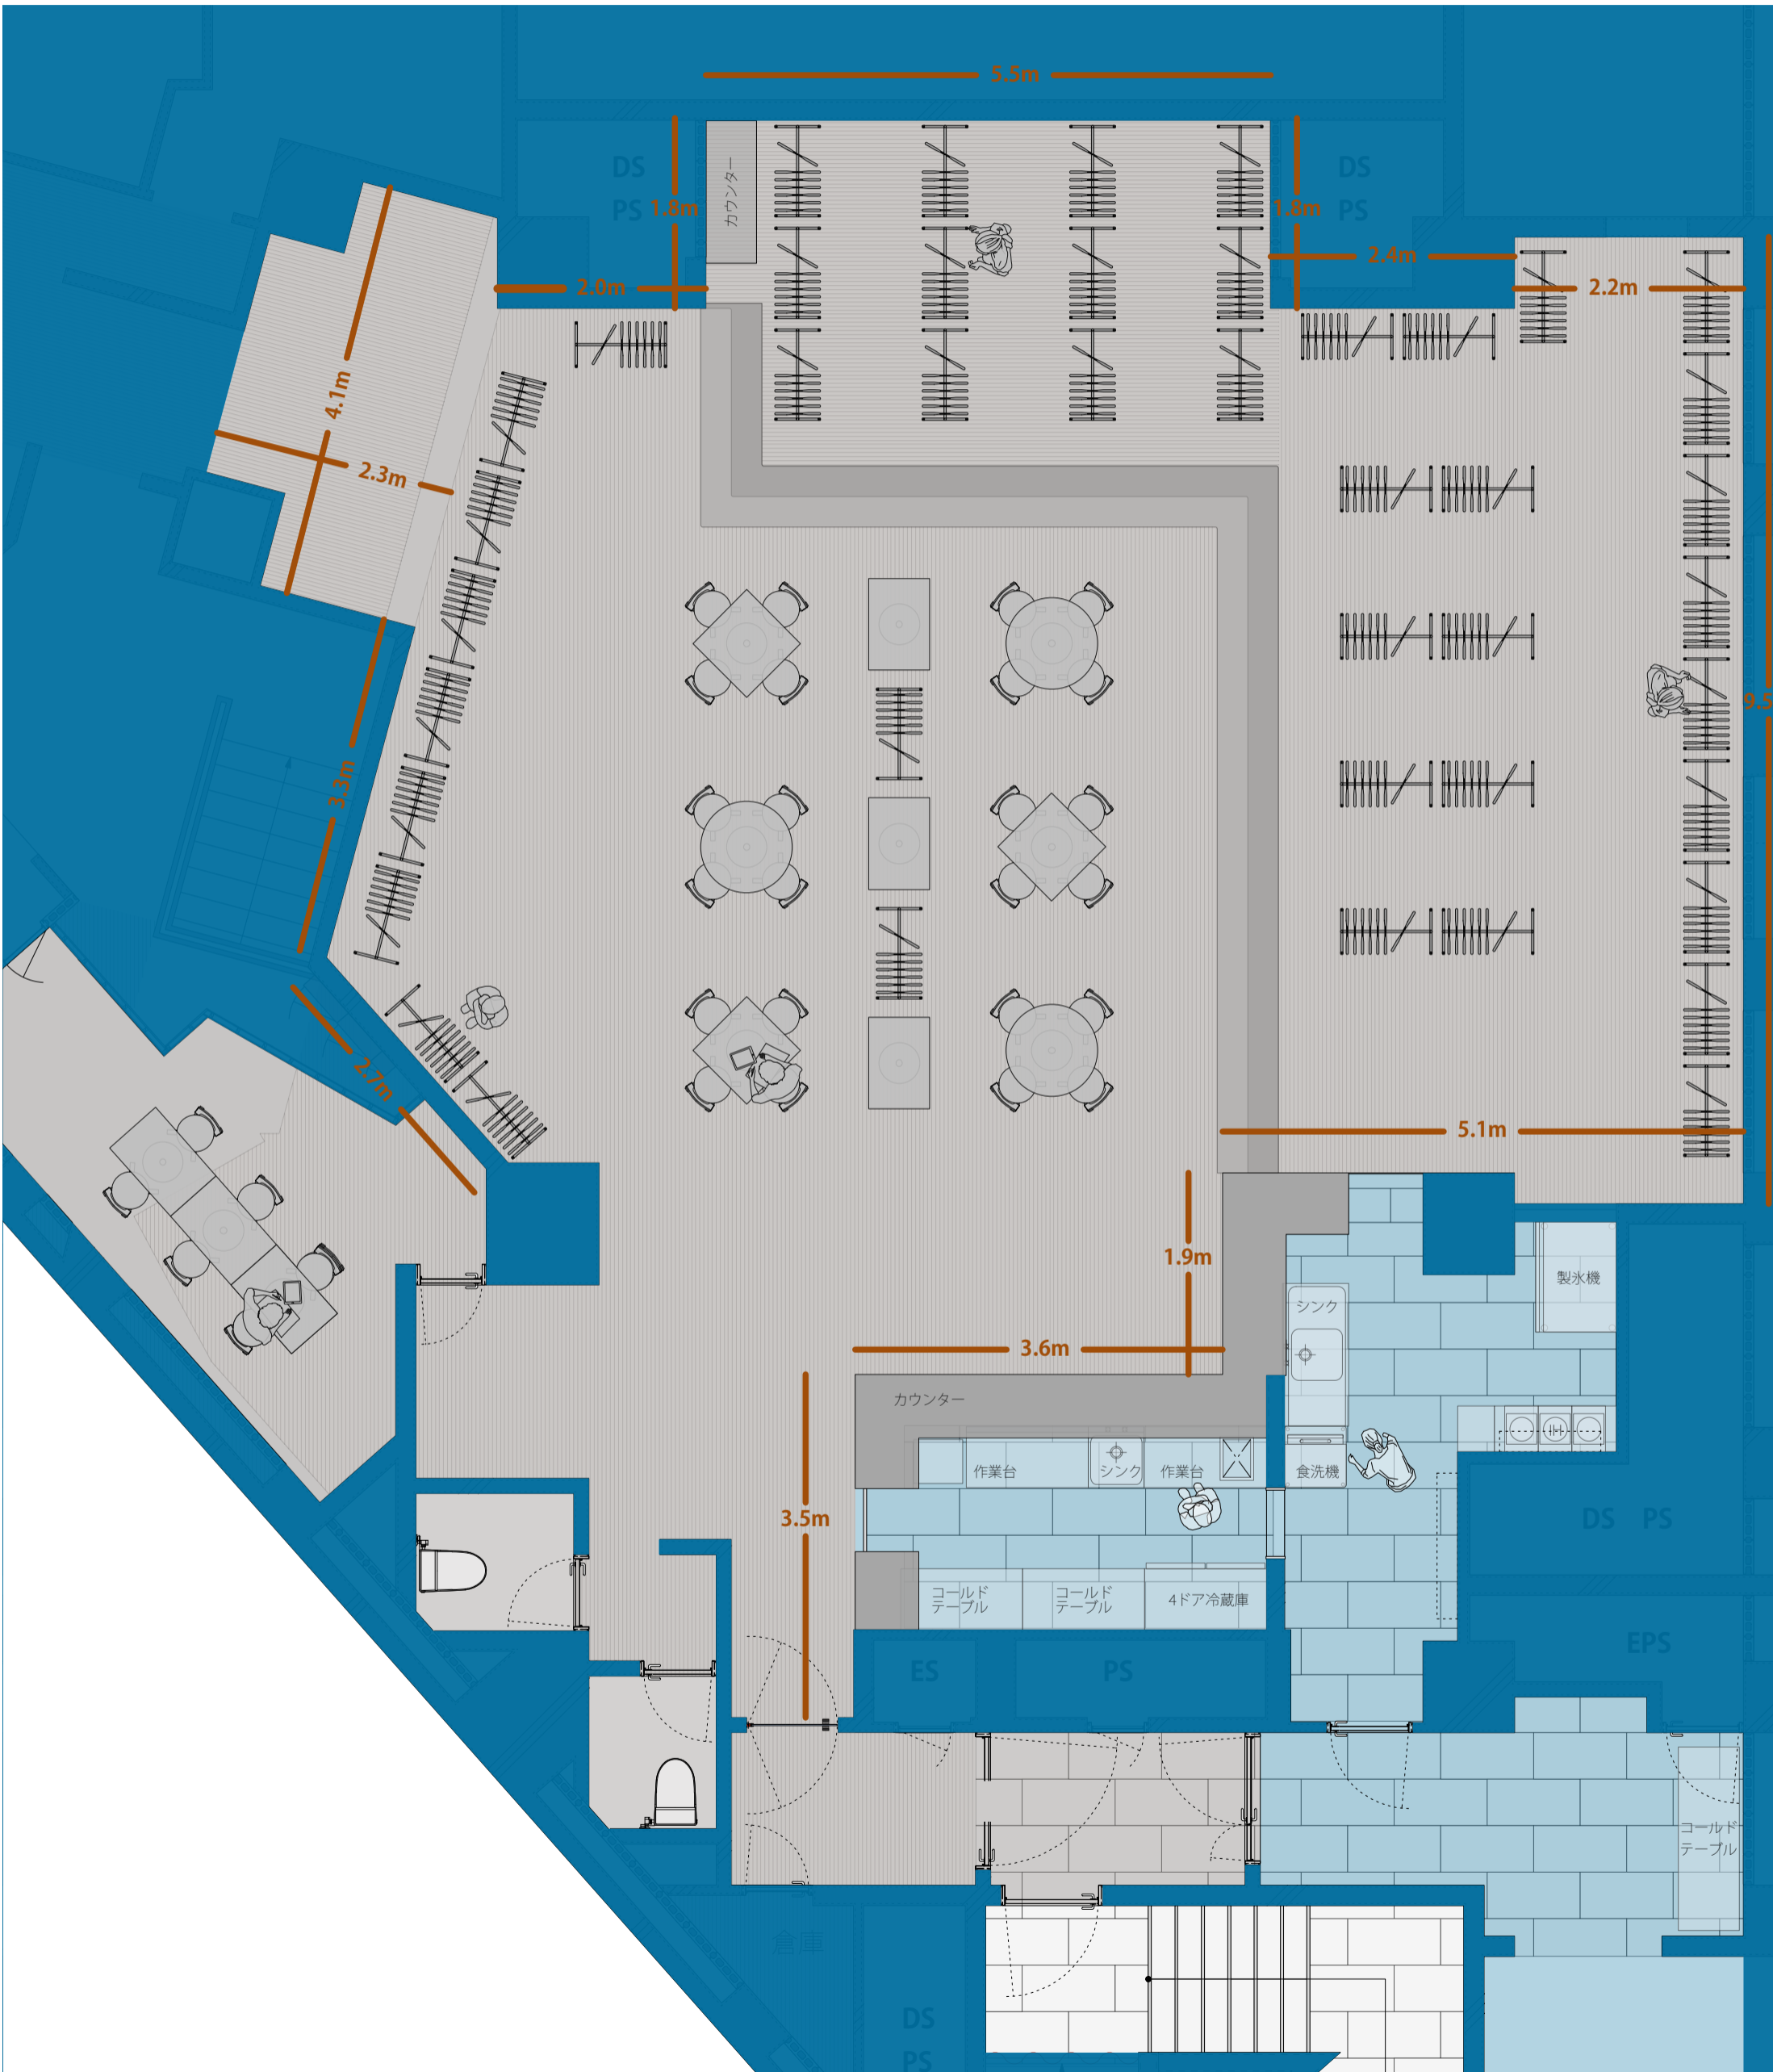 5.5m
DS
PS
1.8m
カウンター
1.8m
DS
PS
2.0m
2.4m
2.2m
4.1m
2.3m
9.5
3.3m
2.7m
5.1m
1.9m
3.6m
製氷機
シンク
カウンター
IH
作業台
シンク
作業台
食洗機
3.5m
DS PS
コールド
テーブル
コールド
テーブル
4ドア冷蔵庫
EPS
ES
PS
コールド
テーブル
倉庫
DS
PS